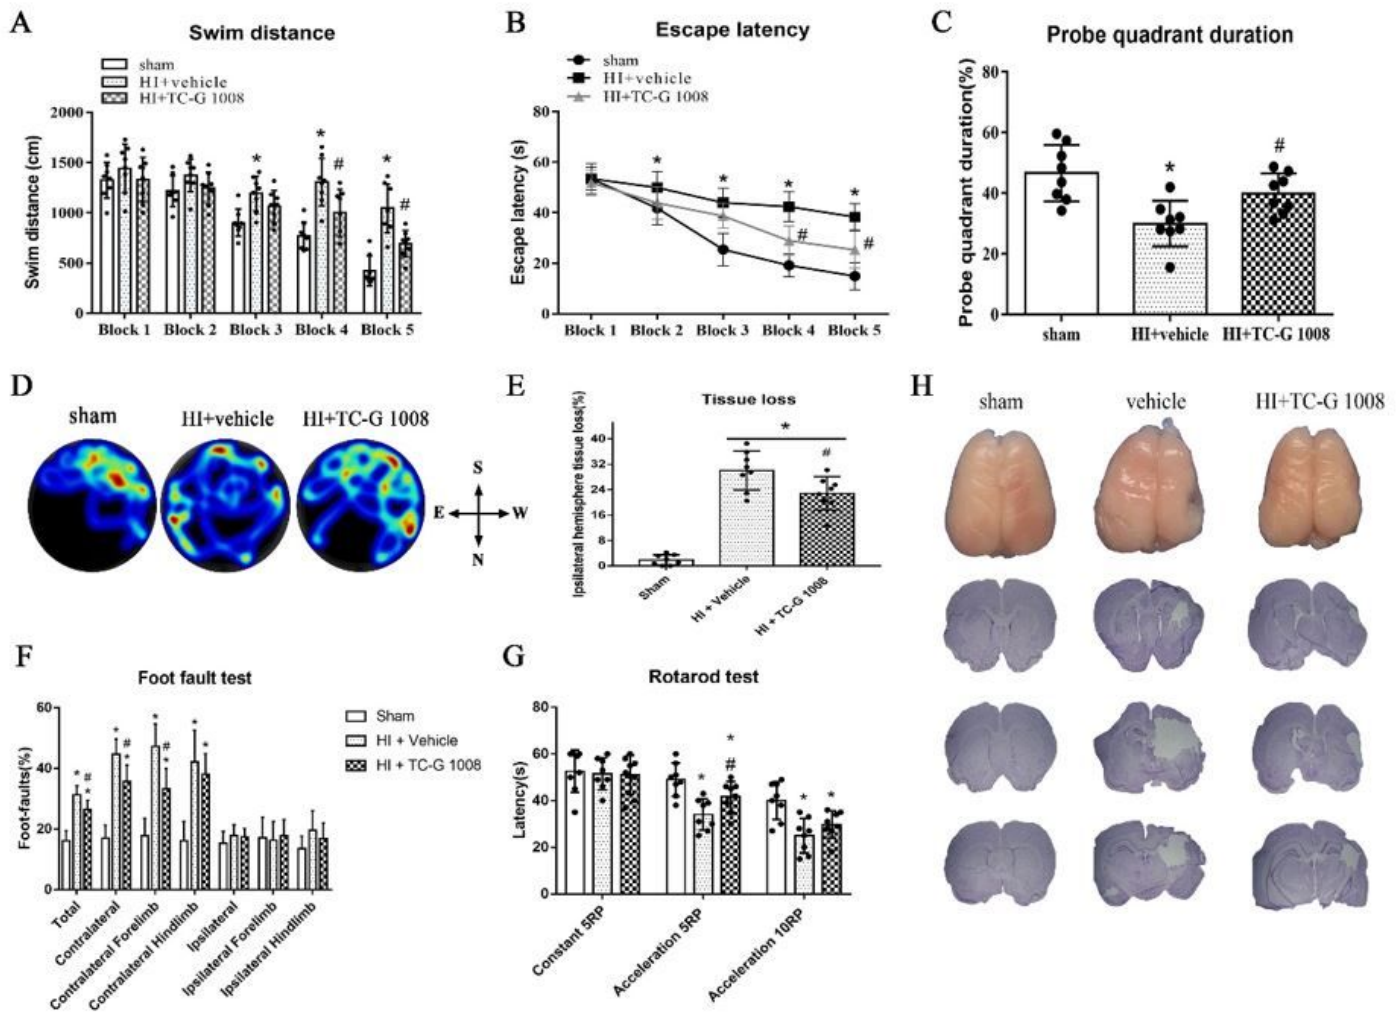 A
Swim distance
sham
HI+vehicle
HI+TC-G 1008
Swim distance (cm)
2000
1500
1000
500
0
* # * * #
Block 1 Block 2 Block 3 Block 4 Block 5
B
Escape latency
sham
HI+vehicle
HI+TC-G 1008
Escape latency (s)
80
60
40
20
0
* * * * # #
Block 1 Block 2 Block 3 Block 4 Block 5
C
Probe quadrant duration
Probe quadrant duration(%)
80
60
40
20
0
* #
sham HI+vehicle HI+TC-G 1008
D
sham HI+vehicle HI+TC-G 1008
S
E W
N
E
Tissue loss
Ipsilateral hemisphere tissue loss(%)
40
32
24
16
8
0
*
#
Sham
HI + Vehicle
HI + TC-G 1008
F
Foot fault test
Sham
HI + Vehicle
HI + TC-G 1008
Foot-faults(%)
60
40
20
0
* # * * # * * # * * *
Total
Contralateral
Contralateral Forelimb
Contralateral Hindlimb
Ipsilateral
Ipsilateral Forelimb
Ipsilateral Hindlimb
G
Rotarod test
Latency(s)
80
60
40
20
0
* * # * *
Constant 5RP
Acceleration 5RP
Acceleration 10RP
H
sham vehicle HI+TC-G 1008